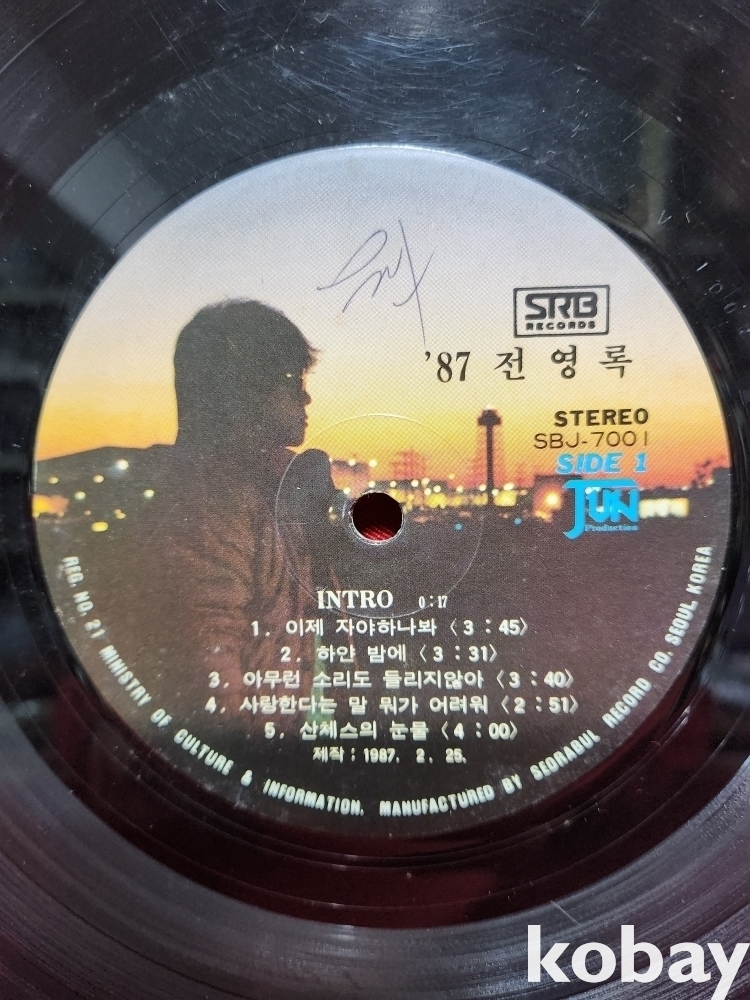 SRB
RECORDS
'87 전영록
STEREO
SBJ-7001
SIDE 1
JUN
Production
INTRO 0:17
1. 이제 자야하나봐 〈3:45〉
2. 하얀 밤에 〈3:31〉
3. 아무런 소리도 들리지않아 〈3:40〉
4. 사랑한다는 말 뭐가 어려워 〈2:51〉
5. 산체스의 눈물 〈4:00〉
제작: 1987. 2. 25.
REG. NO. 21 MINISTRY OF CULTURE & INFORMATION. MANUFACTURED BY SEORABUL RECORD CO. SEOUL KOREA
kobay